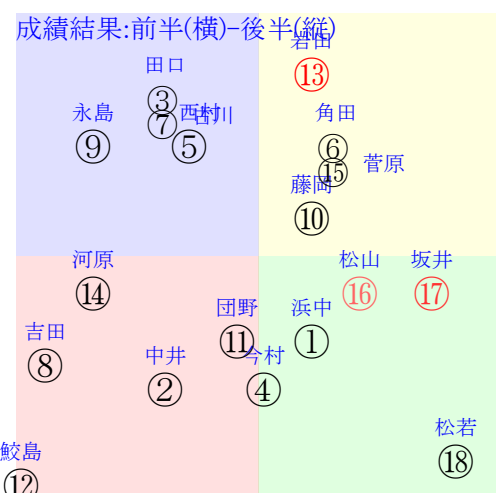 成績結果:前半(横)-後半(縦)
岩田
⑬
田口
③
永島
⑨
西村
⑤
古川
⑦
角田
⑥
菅原
⑮
藤岡
⑩
河原
⑭
松山
⑯
坂井
⑰
団野
⑪
浜中
①
吉田
⑧
中井
②
今村
④
松若
⑱
鮫島
⑫